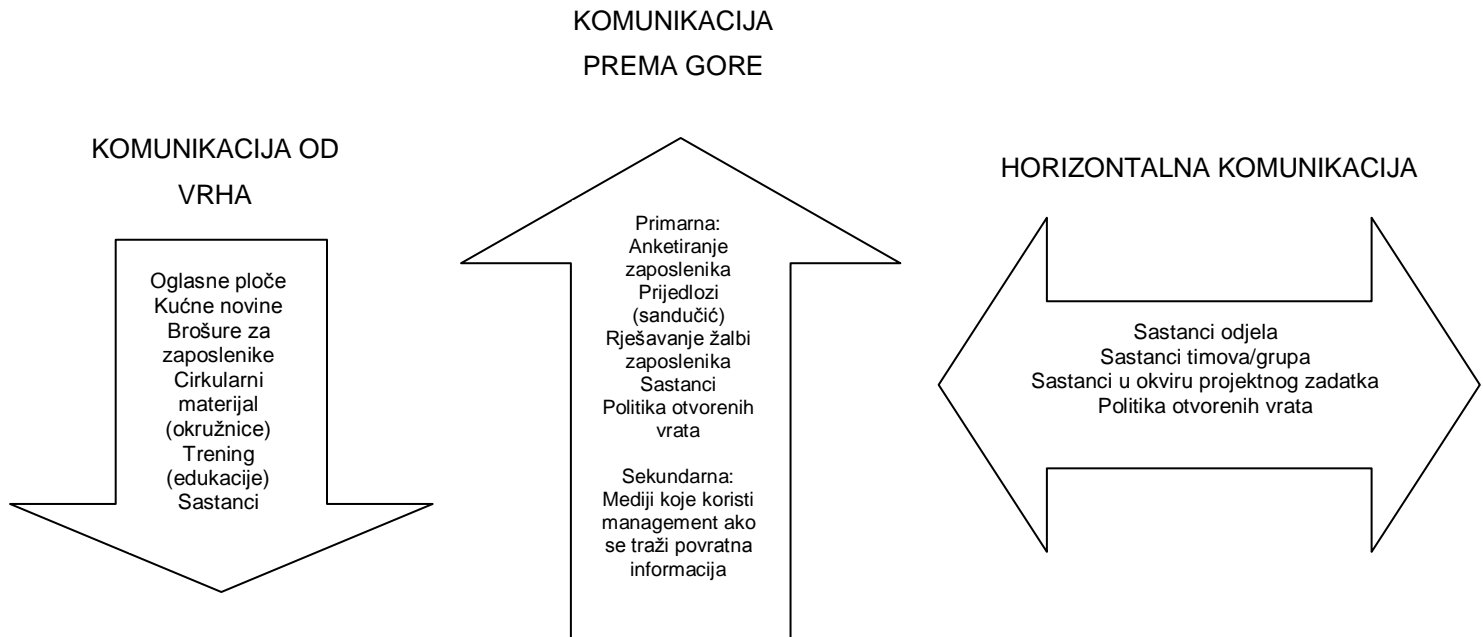 KOMUNIKACIJA OD
VRHA
Oglasne ploče
Kućne novine
Brošure za
zaposlenike
Cirkularni
materijal
(okružnice)
Trening
(edukacije)
Sastanci
KOMUNIKACIJA
PREMA GORE
Primarna:
Anketiranje
zaposlenika
Prijedlozi
(sandučić)
Rješavanje žalbi
zaposlenika
Sastanci
Politika otvorenih
vrata
Sekundarna:
Mediji koje koristi
management ako
se traži povratna
informacija
HORIZONTALNA KOMUNIKACIJA
Sastanci odjela
Sastanci timova/grupa
Sastanci u okviru projektnog zadatka
Politika otvorenih vrata